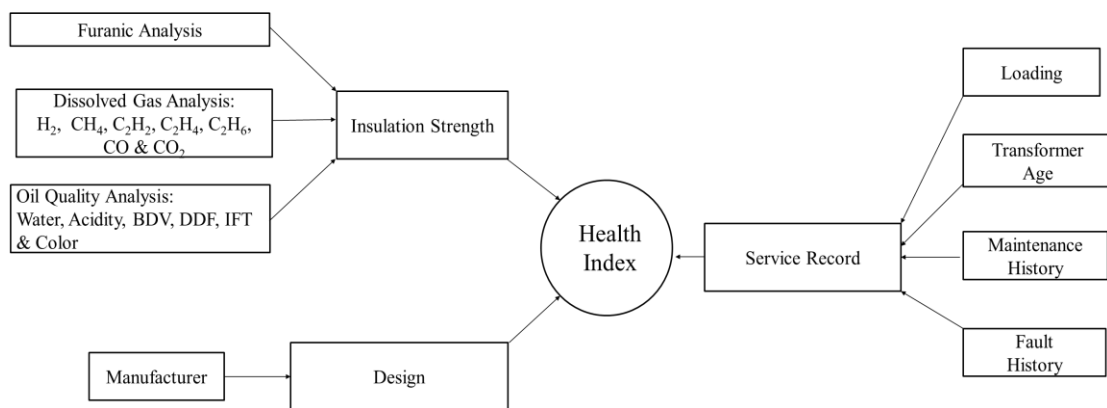 Furanic Analysis
Dissolved Gas Analysis:
H₂, CH₄, C₂H₂, C₂H₄, C₂H₆,
CO & CO₂
Oil Quality Analysis:
Water, Acidity, BDV, DDF, IFT
& Color
Insulation Strength
Manufacturer
Design
Health
Index
Service Record
Loading
Transformer
Age
Maintenance
History
Fault
History